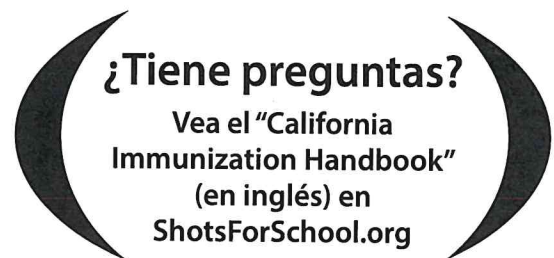 ¿Tiene preguntas?
Vea el “California
Immunization Handbook”
(en inglés) en
ShotsForSchool.org